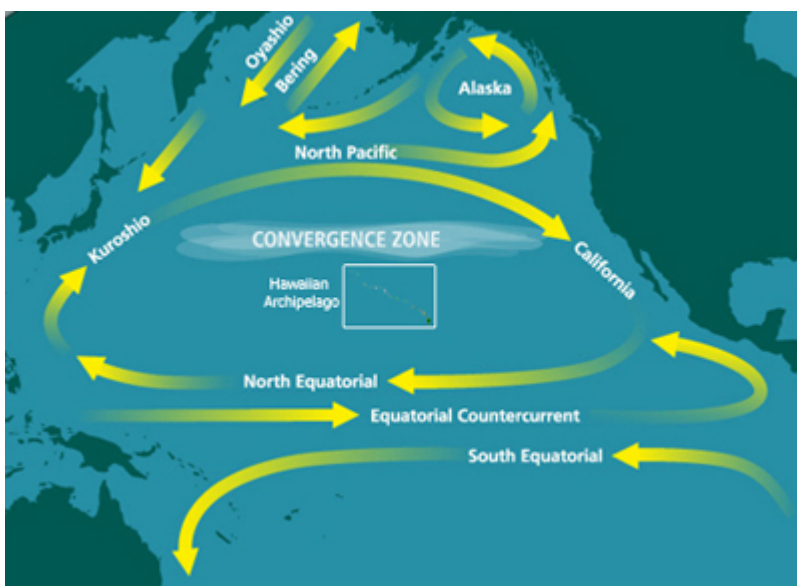 Oyashio
Bering
Alaska
North Pacific
Kuroshio
CONVERGENCE ZONE
California
Hawaiian
Archipelago
North Equatorial
Equatorial Countercurrent
South Equatorial